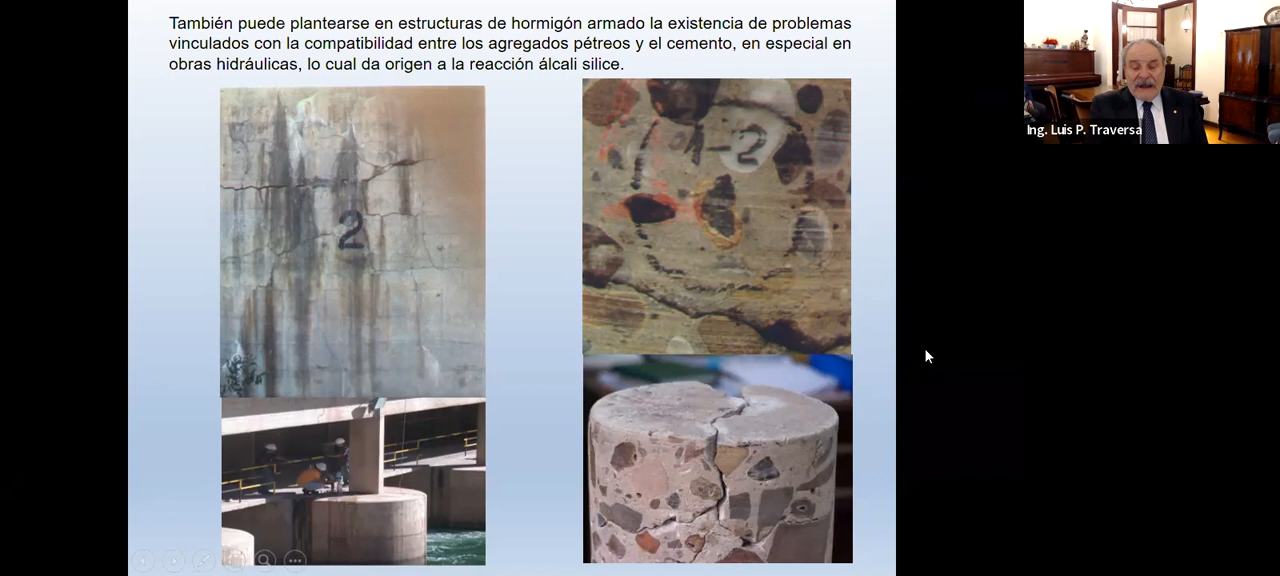 También puede plantearse en estructuras de hormigón armado la existencia de problemas
vinculados con la compatibilidad entre los agregados pétreos y el cemento, en especial en
obras hidráulicas, lo cual da origen a la reacción álcali silice.
Ing. Luis P. Traversa
2
-2